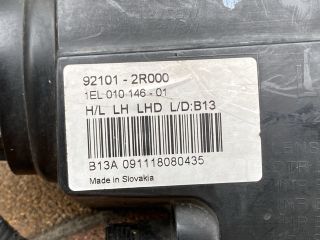 92101 - 2R000
1EL 010 146 - 01
H/L LH LHD L/D:B13
B13A 091118080435
Made in Slovakia